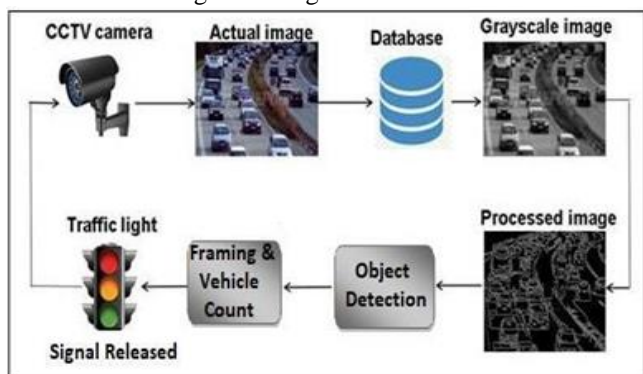 CCTV camera
Actual image
Database
Grayscale image
Traffic light
Signal Released
Framing &
Vehicle
Count
Object
Detection
Processed image